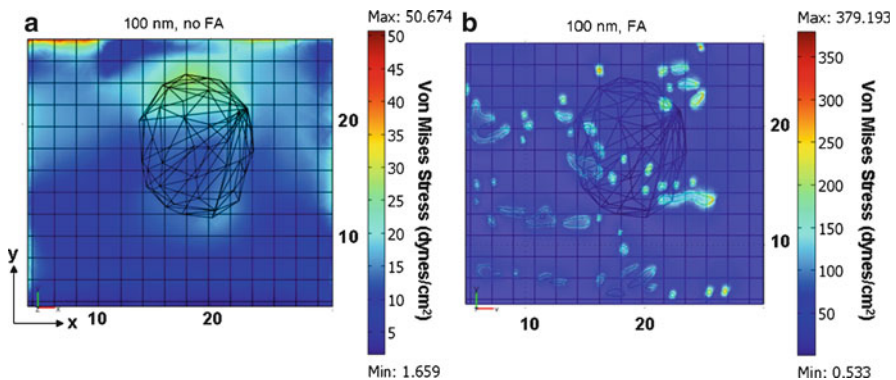 a
100 nm, no FA
Max: 50.674
50
45
40
35
30
25
20
15
10
5
Min: 1.659
Von Mises Stress (dynes/cm²)
20
10
y
x
10
20
b
100 nm, FA
Max: 379.193
350
300
250
200
150
100
50
0
Min: 0.533
Von Mises Stress (dynes/cm²)
20
10
10
20